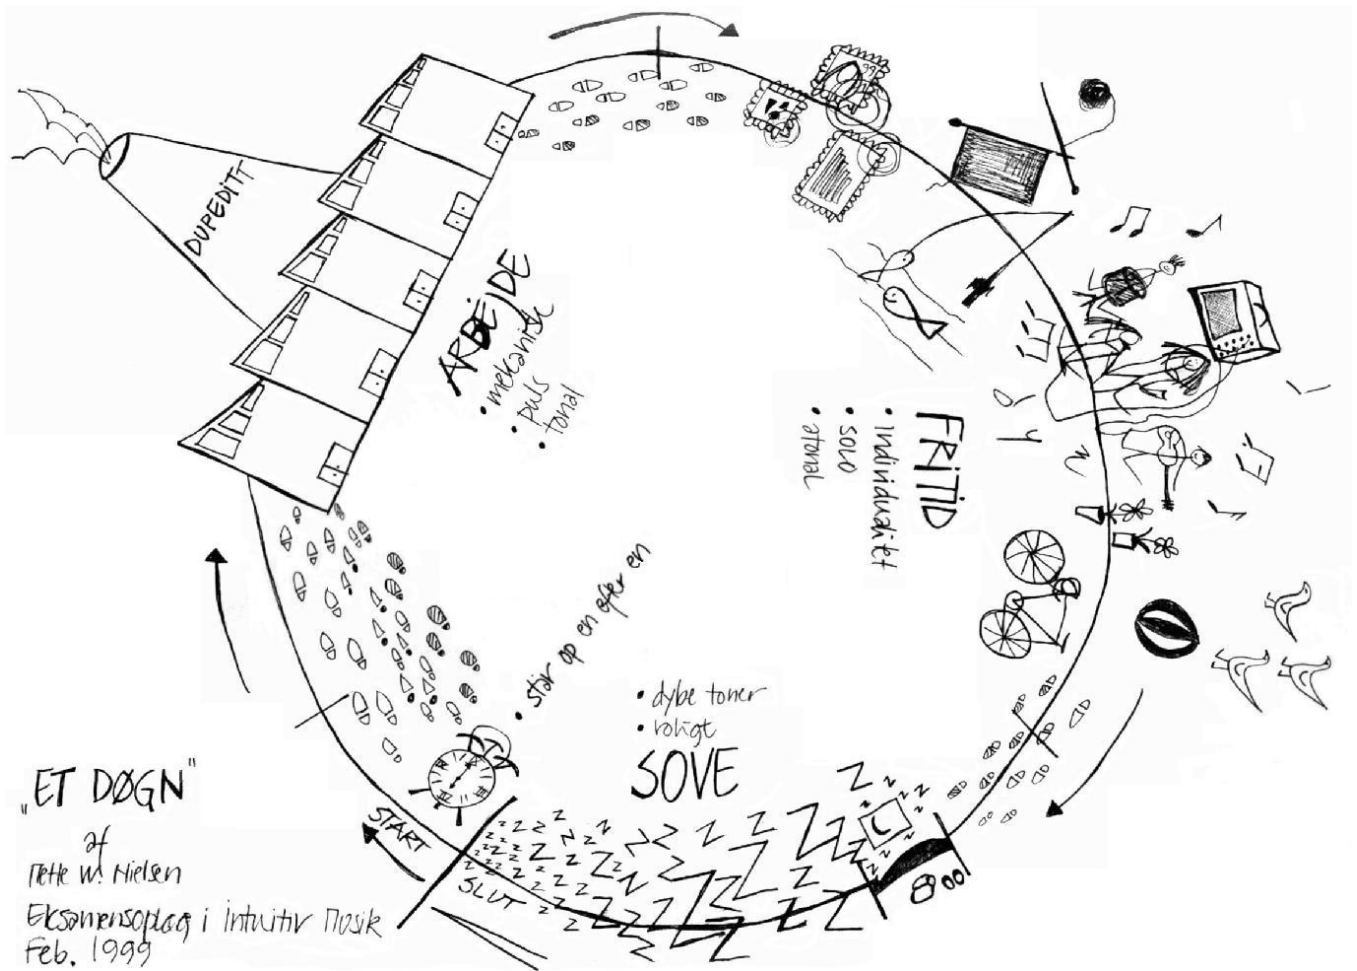 DUPEDITT
ARBEJDE
• mekanisk
• puls
• tonal
FRITID
• individualitet
• solo
• atonal
• står op en efter en
• dybe toner
• roligt
SOVE
START
SLUT
„ET DØGN"
af
Mette W. Nielsen
Eksamensoplæg i intuitiv Musik
Feb. 1999